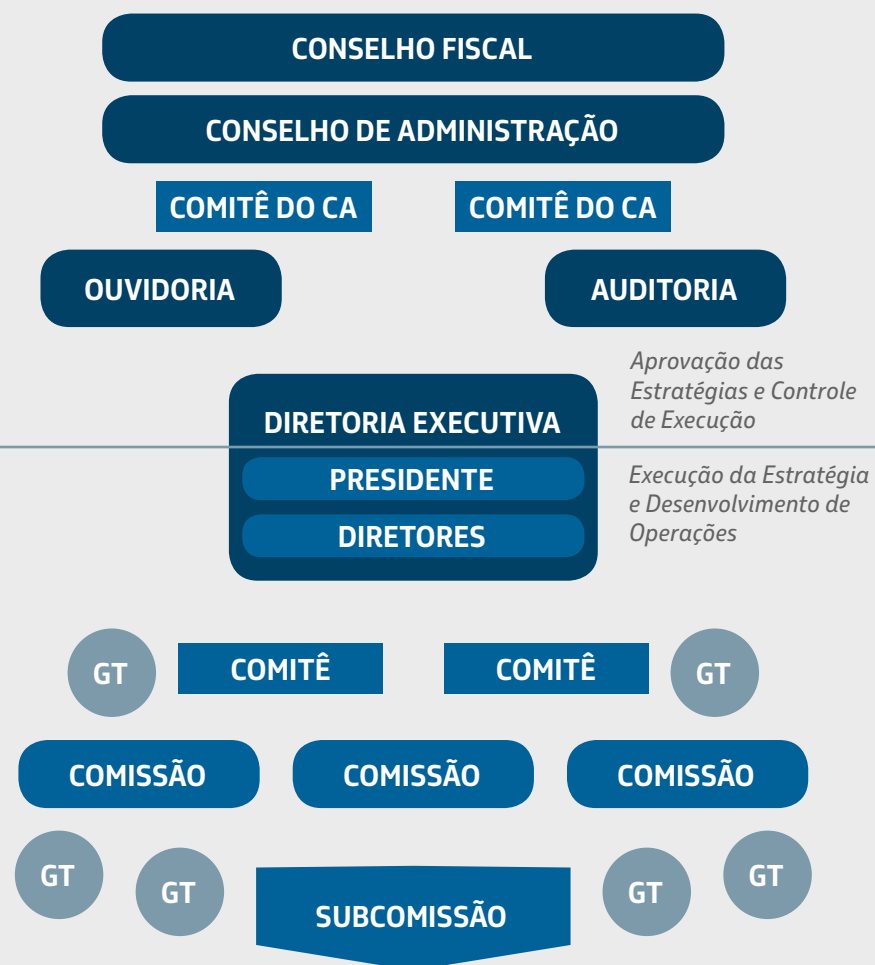 CONSELHO FISCAL
CONSELHO DE ADMINISTRAÇÃO
COMITÊ DO CA
COMITÊ DO CA
OUVIDORIA
AUDITORIA
Aprovação das
Estratégias e Controle
de Execução
DIRETORIA EXECUTIVA
PRESIDENTE
DIRETORES
Execução da Estratégia
e Desenvolvimento de
Operações
GT
COMITÊ
COMITÊ
GT
COMISSÃO
COMISSÃO
COMISSÃO
GT
GT
SUBCOMISSÃO
GT
GT